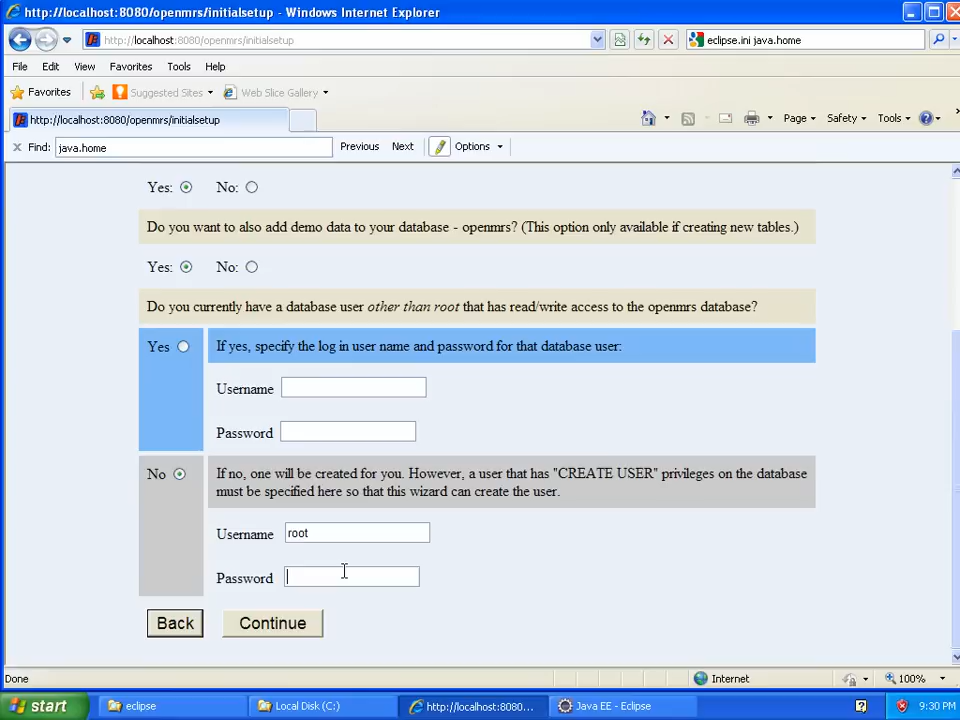 http://localhost:8080/openmrs/initialsetup - Windows Internet Explorer
http://localhost:8080/openmrs/initialsetup
eclipse.ini java.home
File Edit View Favorites Tools Help
Favorites Suggested Sites Web Slice Gallery
http://localhost:8080/openmrs/initialsetup
Page Safety Tools
Find: java.home Previous Next Options
Yes: No:
Do you want to also add demo data to your database - openmrs? (This option only available if creating new tables.)
Yes: No:
Do you currently have a database user other than root that has read/write access to the openmrs database?
Yes If yes, specify the log in user name and password for that database user:
Username
Password
No If no, one will be created for you. However, a user that has "CREATE USER" privileges on the database
must be specified here so that this wizard can create the user.
Username root
Password
Back Continue
Done Internet 100%
start eclipse Local Disk (C:) http://localhost:8080... Java EE - Eclipse 9:30 PM